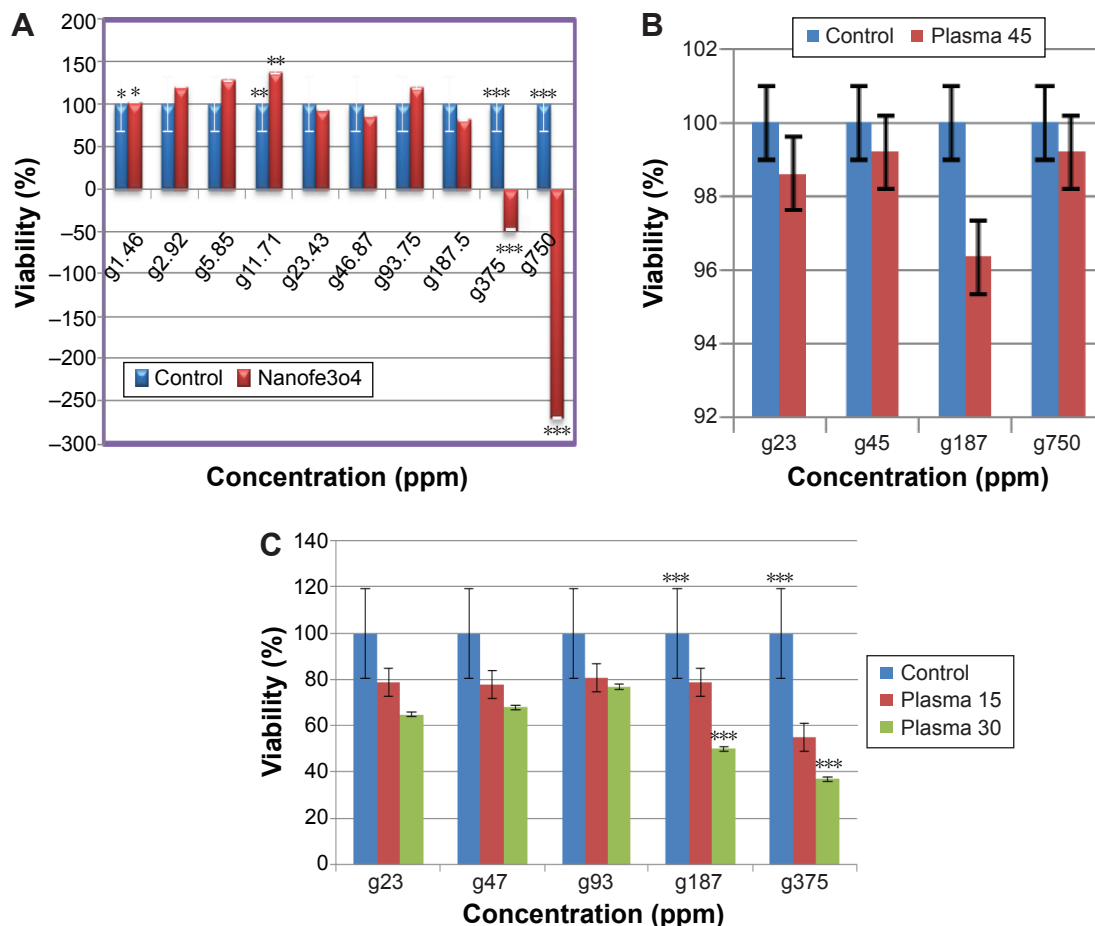 A
Viability (%)
200
150
100
50
0
–50
–100
–150
–200
–250
–300
* * ** ** *** ***
*** ***
g1.46 g2.92 g5.85 g11.71 g23.43 g46.87 g93.75 g187.5 g375 g750
Control Nanofe3o4
Concentration (ppm)
B
Control Plasma 45
Viability (%)
102
100
98
96
94
92
g23 g45 g187 g750
Concentration (ppm)
C
Viability (%)
140
120
100
80
60
40
20
0
*** ***
*** ***
g23 g47 g93 g187 g375
Concentration (ppm)
Control
Plasma 15
Plasma 30